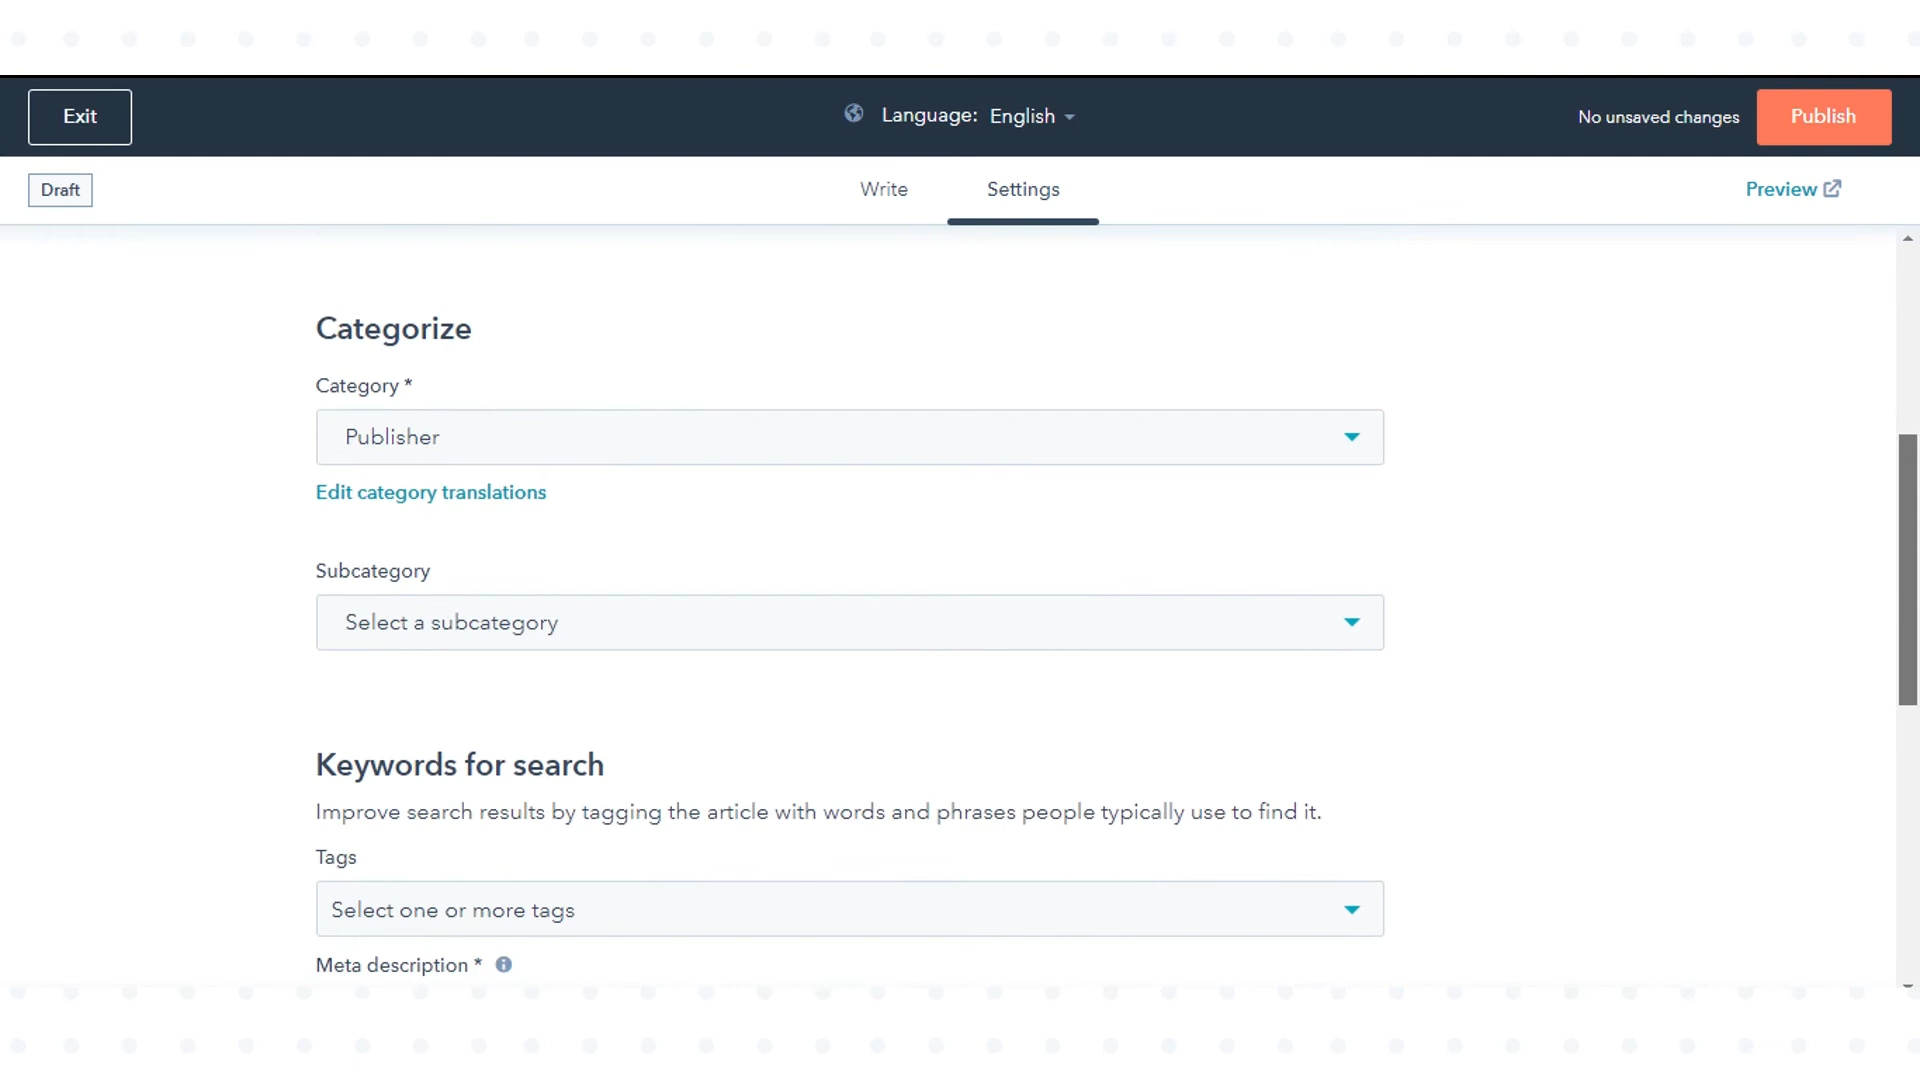 Exit
Language: English
No unsaved changes
Publish
Draft
Write
Settings
Preview
Categorize
Category *
Publisher
Edit category translations
Subcategory
Select a subcategory
Keywords for search
Improve search results by tagging the article with words and phrases people typically use to find it.
Tags
Select one or more tags
Meta description *